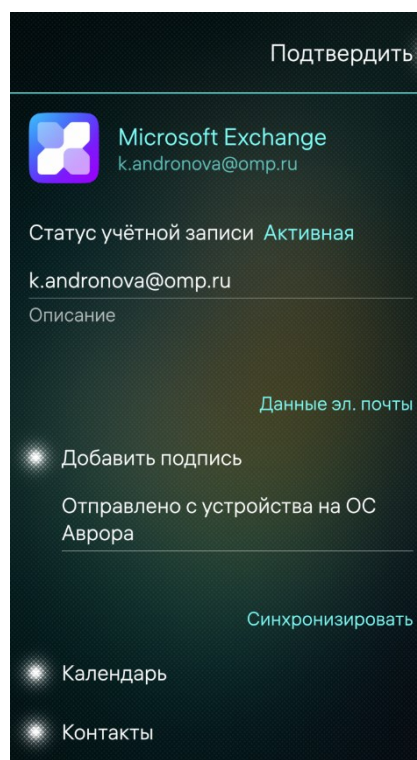 Подтвердить
Microsoft Exchange
k.andronova@omp.ru
Статус учётной записи Активная
k.andronova@omp.ru
Описание
Данные эл. почты
Добавить подпись
Отправлено с устройства на ОС
Аврора
Синхронизировать
Календарь
Контакты